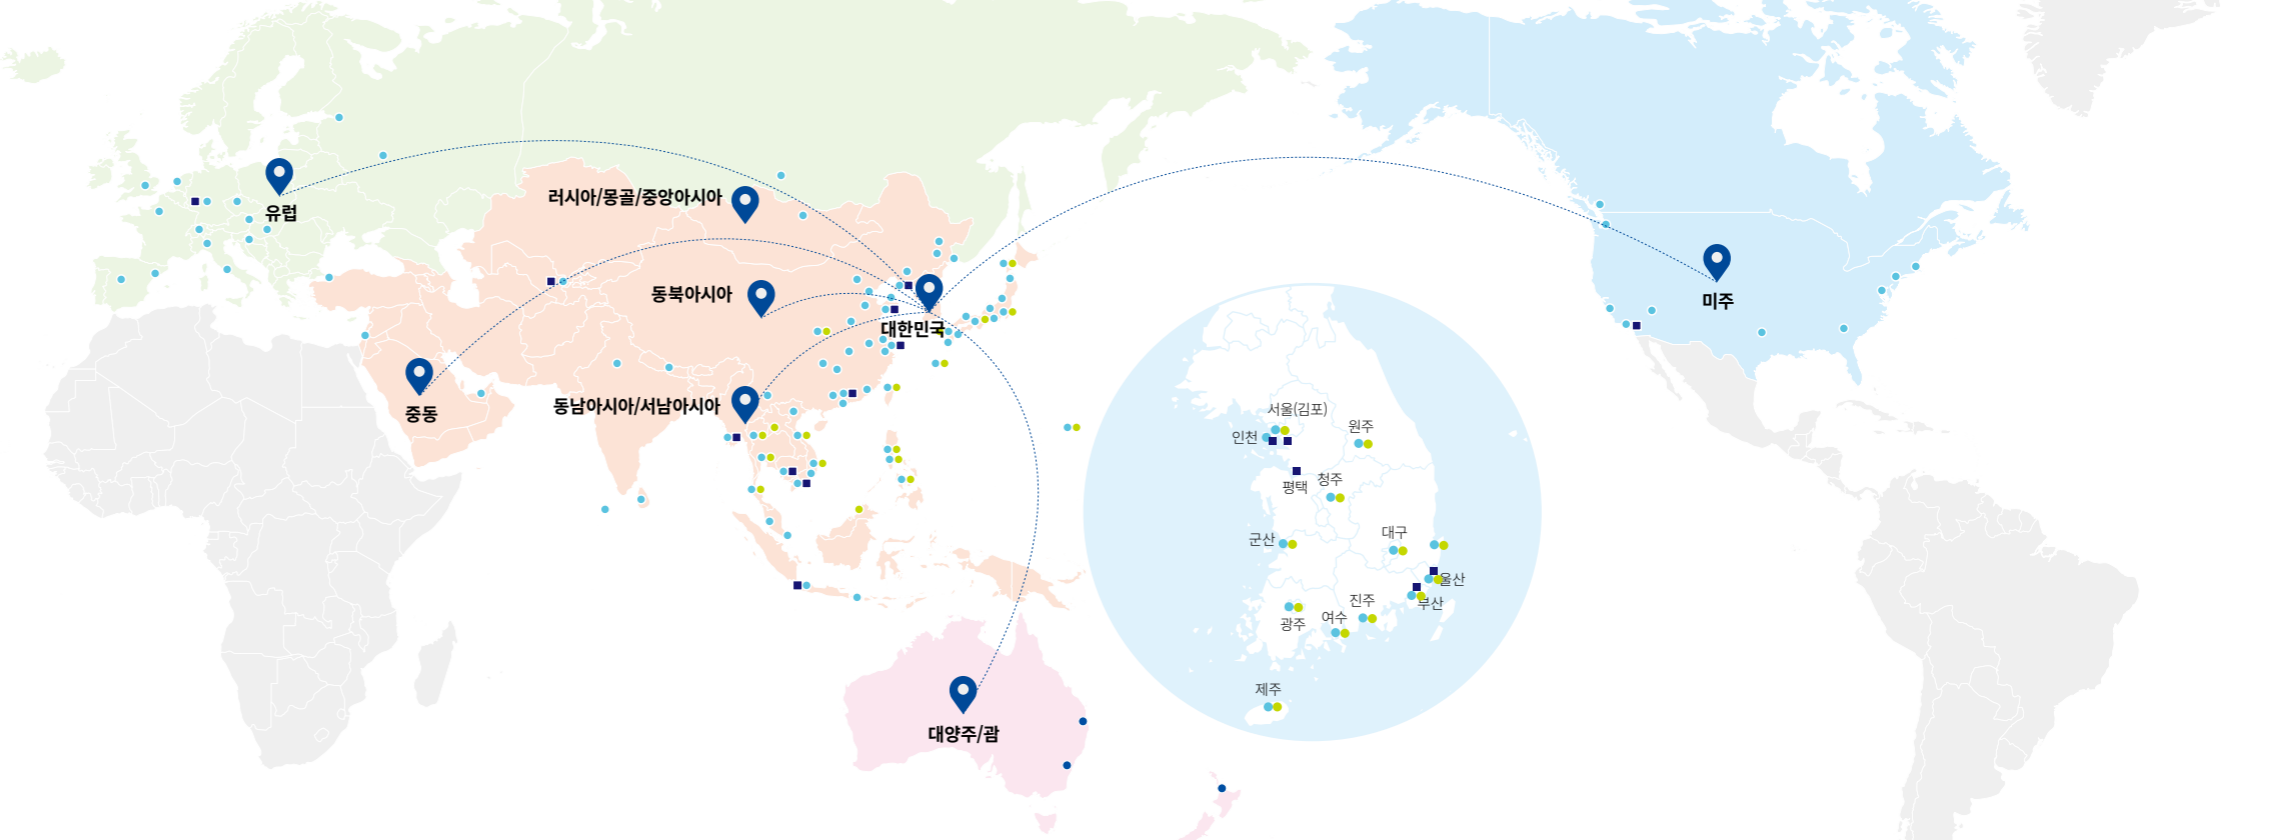 유럽
러시아/몽골/중앙아시아
동북아시아
대한민국
미주
중동
동남아시아/서남아시아
대양주/괌
서울(김포)
인천
원주
평택
청주
군산
대구
울산
부산
진주
여수
광주
제주